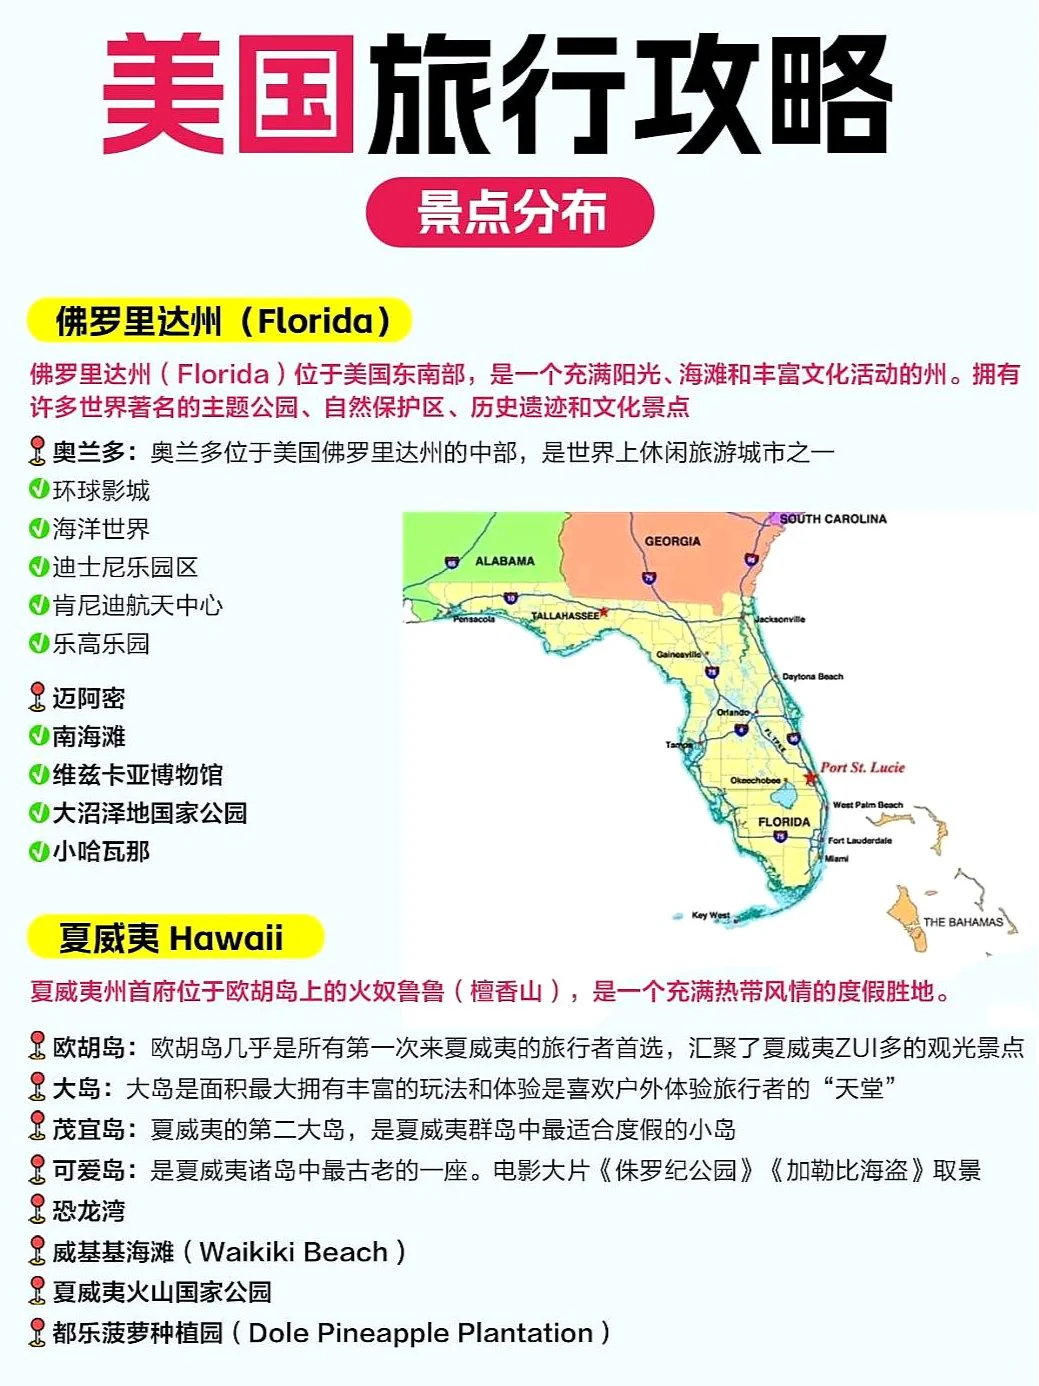 美国旅行攻略
景点分布
佛罗里达州（Florida）
佛罗里达州（Florida）位于美国东南部，是一个充满阳光、海滩和丰富文化活动的州。拥有
许多世界著名的主题公园、自然保护区、历史遗迹和文化景点
奥兰多：奥兰多位于美国佛罗里达州的中部，是世界上休闲旅游城市之一
环球影城
海洋世界
迪士尼乐园区
肯尼迪航天中心
乐高乐园
迈阿密
南海滩
维兹卡亚博物馆
大沼泽地国家公园
小哈瓦那
SOUTH CAROLINA
GEORGIA
ALABAMA
95
65
75
10
TALLAHASSEE
Pensacola
Jacksonville
Gainesville
75
Daytona Beach
Orlando
4
95
FL TPKE
Tampa
Port St. Lucie
Okeechobee
West Palm Beach
FLORIDA
75
Fort Lauderdale
Miami
Key West
THE BAHAMAS
夏威夷 Hawaii
夏威夷州首府位于欧胡岛上的火奴鲁鲁（檀香山），是一个充满热带风情的度假胜地。
欧胡岛：欧胡岛几乎是所有第一次来夏威夷的旅行者首选，汇聚了夏威夷ZUI多的观光景点
大岛：大岛是面积最大拥有丰富的玩法和体验是喜欢户外体验旅行者的“天堂”
茂宜岛：夏威夷的第二大岛，是夏威夷群岛中最适合度假的小岛
可爱岛：是夏威夷诸岛中最古老的一座。电影大片《侏罗纪公园》《加勒比海盗》取景
恐龙湾
威基基海滩（Waikiki Beach）
夏威夷火山国家公园
都乐菠萝种植园（Dole Pineapple Plantation）